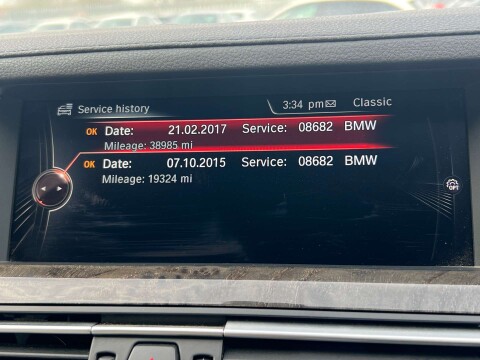 Service history 3:34 pm Classic
OK Date: 21.02.2017 Service: 08682 BMW
Mileage: 38985 mi
OK Date: 07.10.2015 Service: 08682 BMW
Mileage: 19324 mi
OPT